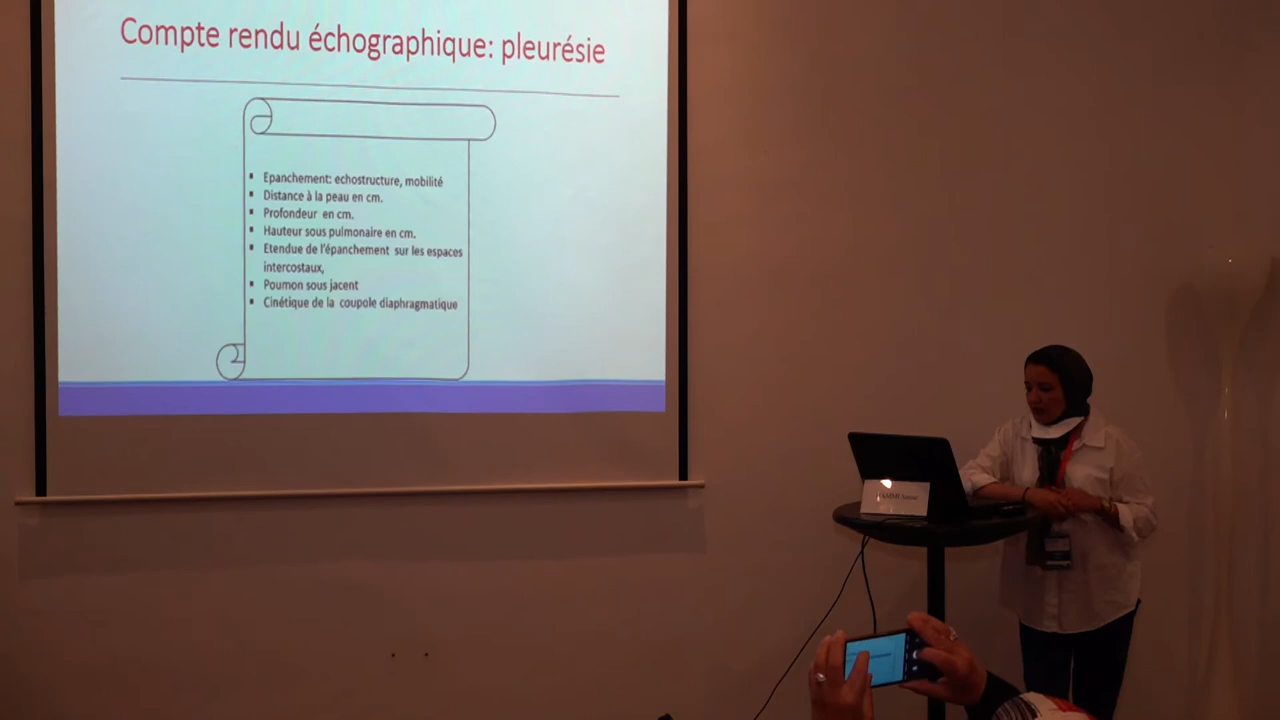 Compte rendu échographique: pleurésie
▪ Epanchement: echostructure, mobilité
▪ Distance à la peau en cm.
▪ Profondeur en cm.
▪ Hauteur sous pulmonaire en cm.
▪ Etendue de l'épanchement sur les espaces
intercostaux,
▪ Poumon sous jacent
▪ Cinétique de la coupole diaphragmatique